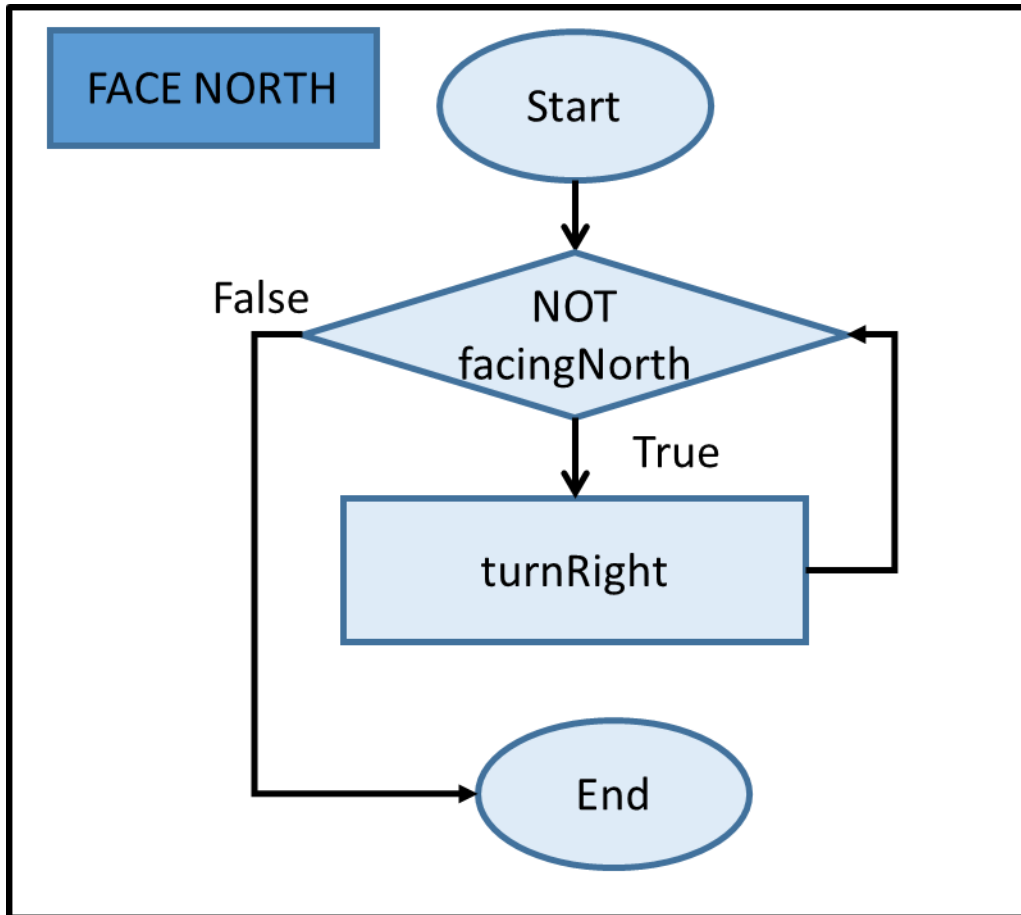 FACE NORTH
Start
False
NOT
facingNorth
True
turnRight
End